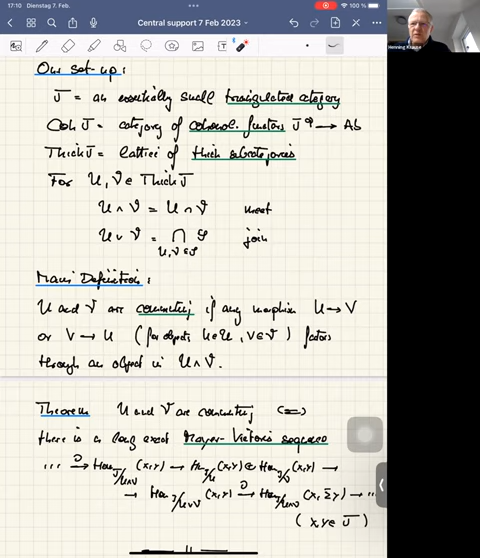 17:10 Dienstag 7. Feb.
Central support 7 Feb 2023
Our set-up:
T = an essentially small triangulated category
Coh T = category of cohomol. functors T^op → Ab
Thick T = lattice of thick subcategories
For U, V ∈ Thick T
U ∧ V = U ∩ V meet
U ∨ V = ∩ S join
U, V ⊆ S
Main Definition:
U and V are commuting if any morphism U → V
or V → U (for objects U ∈ U, V ∈ V) factors
through an object in U ∧ V.
Theorem U and V are commuting ⟺
there is a long exact Mayer-Vietoris sequence
⋯ → Hom_{T/U∧V} (X,Y) → Hom_{T/U} (X,Y) ⊕ Hom_{T/V} (X,Y) →
→ Hom_{T/U∨V} (X,Y) → Hom_{T/U∧V} (X, ΣY) → ⋯
(X, Y ∈ T)
Henning Krause